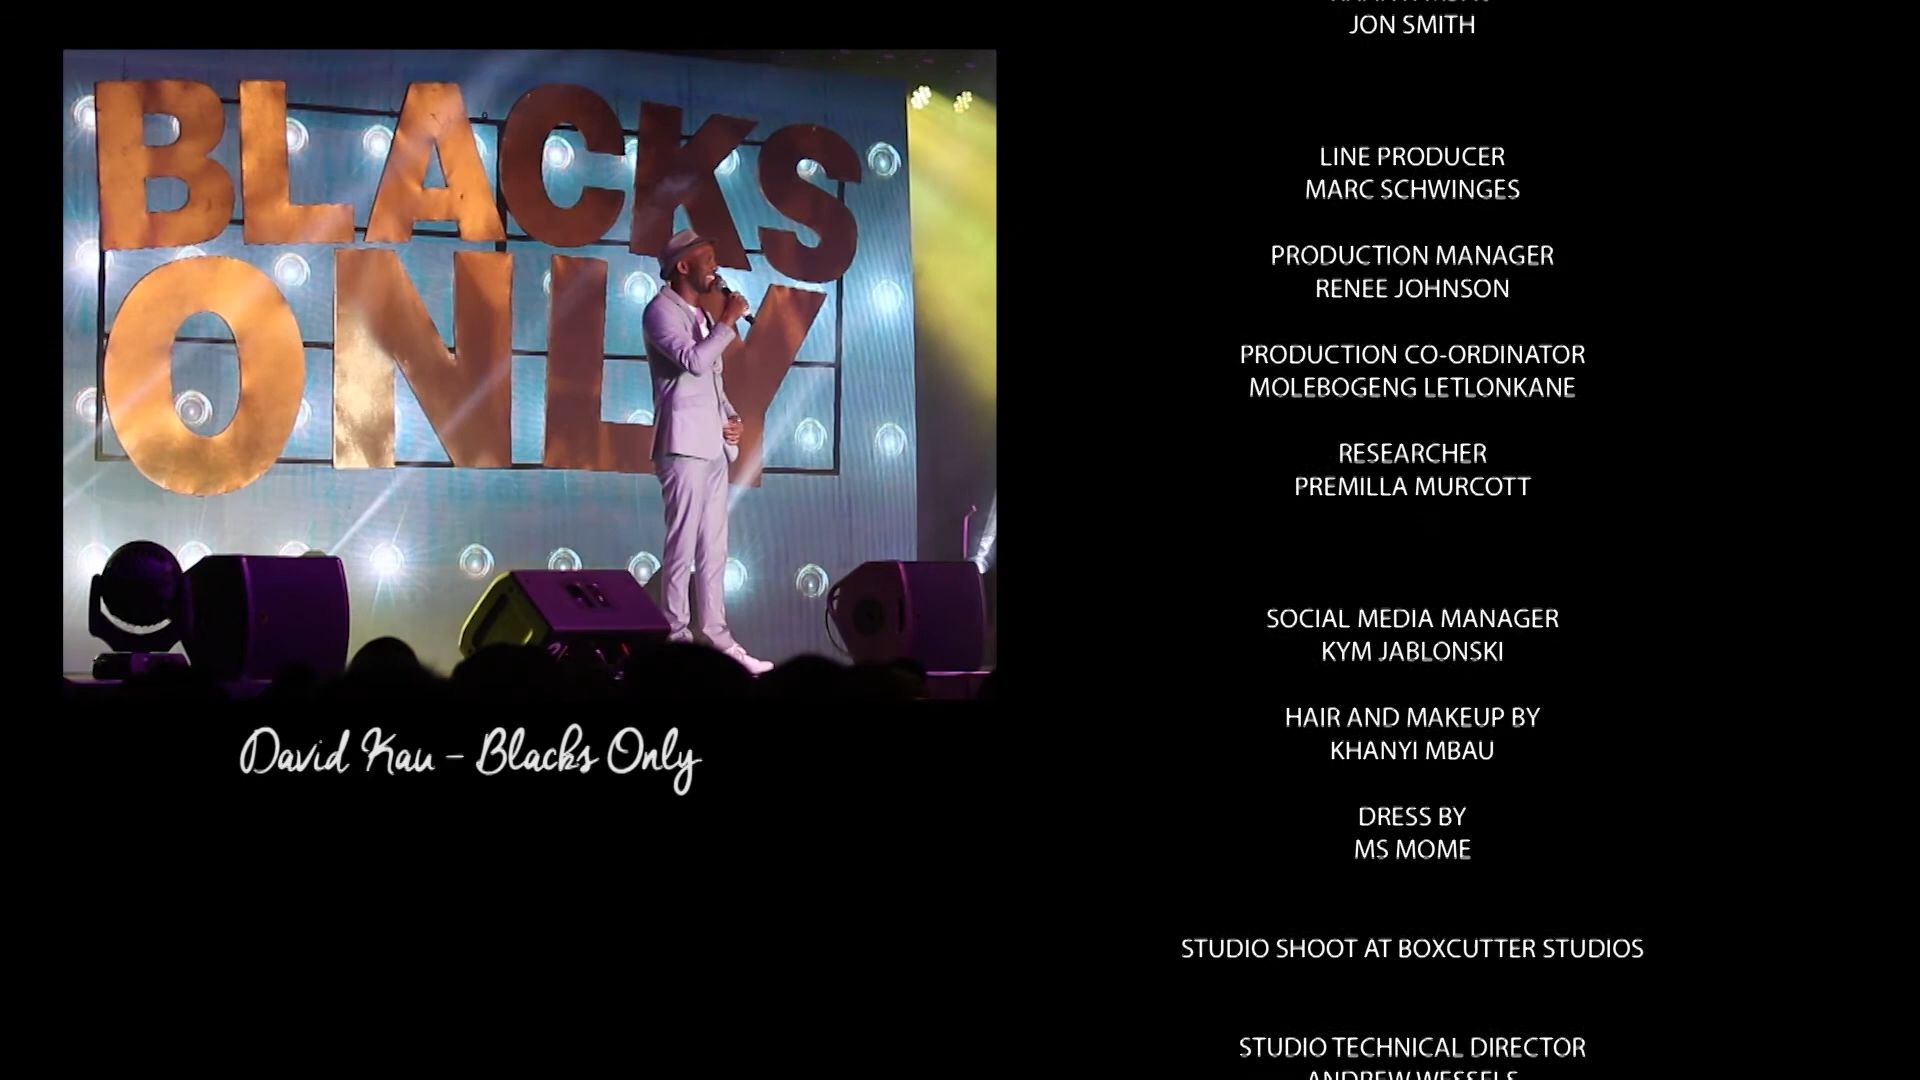 BLACKS
ONLY
David Kau - Blacks Only
JON SMITH
LINE PRODUCER
MARC SCHWINGES
PRODUCTION MANAGER
RENEE JOHNSON
PRODUCTION CO-ORDINATOR
MOLEBOGENG LETLONKANE
RESEARCHER
PREMILLA MURCOTT
SOCIAL MEDIA MANAGER
KYM JABLONSKI
HAIR AND MAKEUP BY
KHANYI MBAU
DRESS BY
MS MOME
STUDIO SHOOT AT BOXCUTTER STUDIOS
STUDIO TECHNICAL DIRECTOR
ANDREW WESSELS